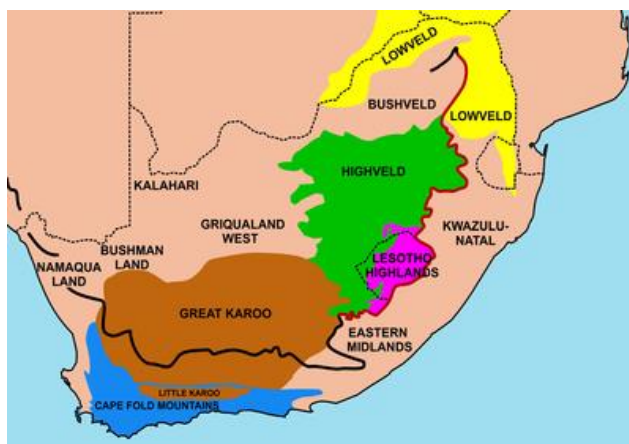 LOWVELD
BUSHVELD
LOWVELD
HIGHVELD
KALAHARI
GRIQUALAND
WEST
KWAZULU-
NATAL
BUSHMAN
LAND
NAMAQUA
LAND
LESOTHO
HIGHLANDS
GREAT KAROO
EASTERN
MIDLANDS
LITTLE KAROO
CAPE FOLD MOUNTAINS